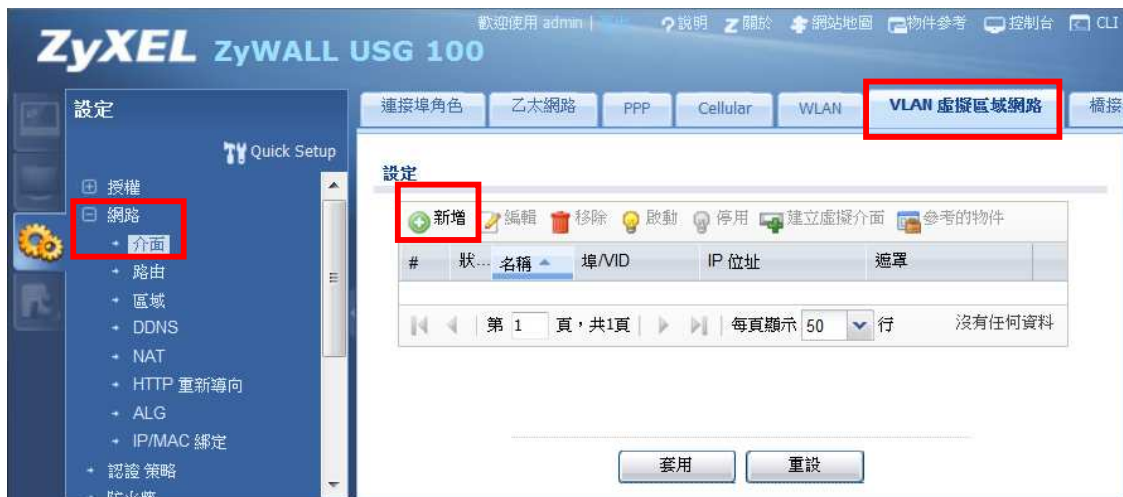 歡迎使用 admin | 說明 關於 網站地圖 物件參考 控制台 CLI
ZyXEL ZyWALL USG 100
設定
Quick Setup
授權
網路
介面
路由
區域
DDNS
NAT
HTTP 重新導向
ALG
IP/MAC 綁定
認證 策略
連接埠角色 乙太網路 PPP Cellular WLAN VLAN 虛擬區域網路 橋接
設定
新增 編輯 移除 啟動 停用 建立虛擬介面 參考的物件
# 狀... 名稱 埠/VID IP 位址 遮罩
第 1 頁，共1頁 每頁顯示 50 行 沒有任何資料
套用 重設